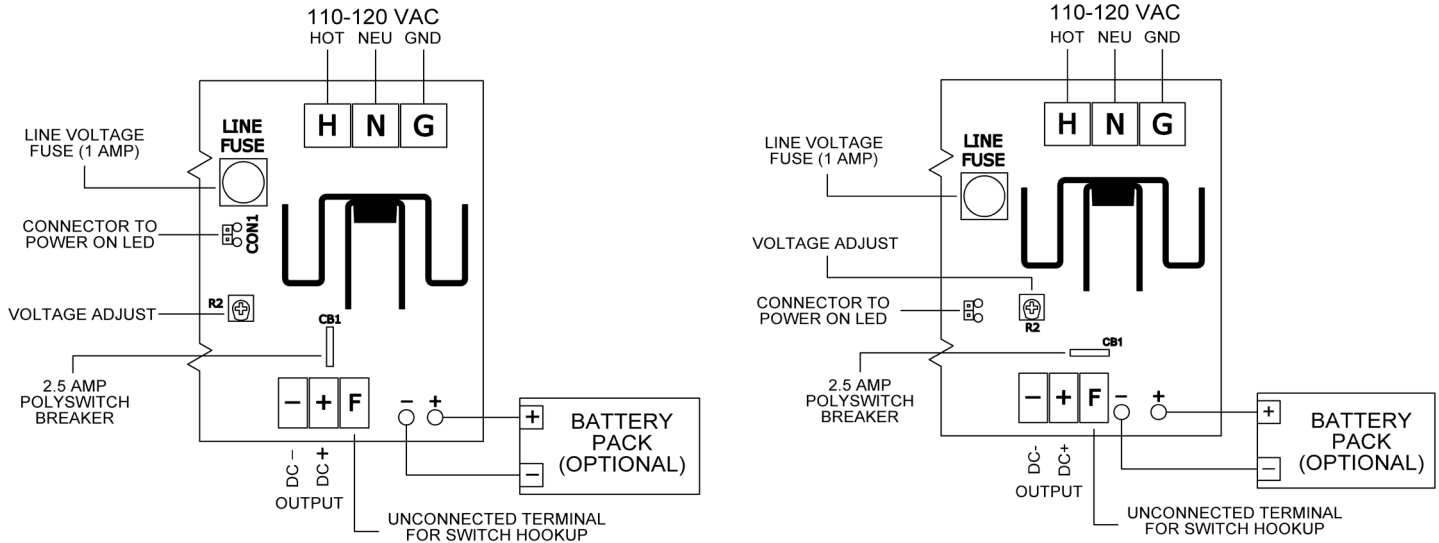 110-120 VAC
HOT NEU GND
H N G
LINE
FUSE
LINE VOLTAGE
FUSE (1 AMP)
CONNECTOR TO
POWER ON LED
CON1
VOLTAGE ADJUST
R2
CB1
2.5 AMP
POLYSWITCH
BREAKER
− + F
− +
DC −
DC +
OUTPUT
+
−
BATTERY
PACK
(OPTIONAL)
UNCONNECTED TERMINAL
FOR SWITCH HOOKUP
110-120 VAC
HOT NEU GND
H N G
LINE
FUSE
LINE VOLTAGE
FUSE (1 AMP)
VOLTAGE ADJUST
CONNECTOR TO
POWER ON LED
R2
CB1
2.5 AMP
POLYSWITCH
BREAKER
− + F
− +
DC-
DC+
OUTPUT
+
−
BATTERY
PACK
(OPTIONAL)
UNCONNECTED TERMINAL
FOR SWITCH HOOKUP